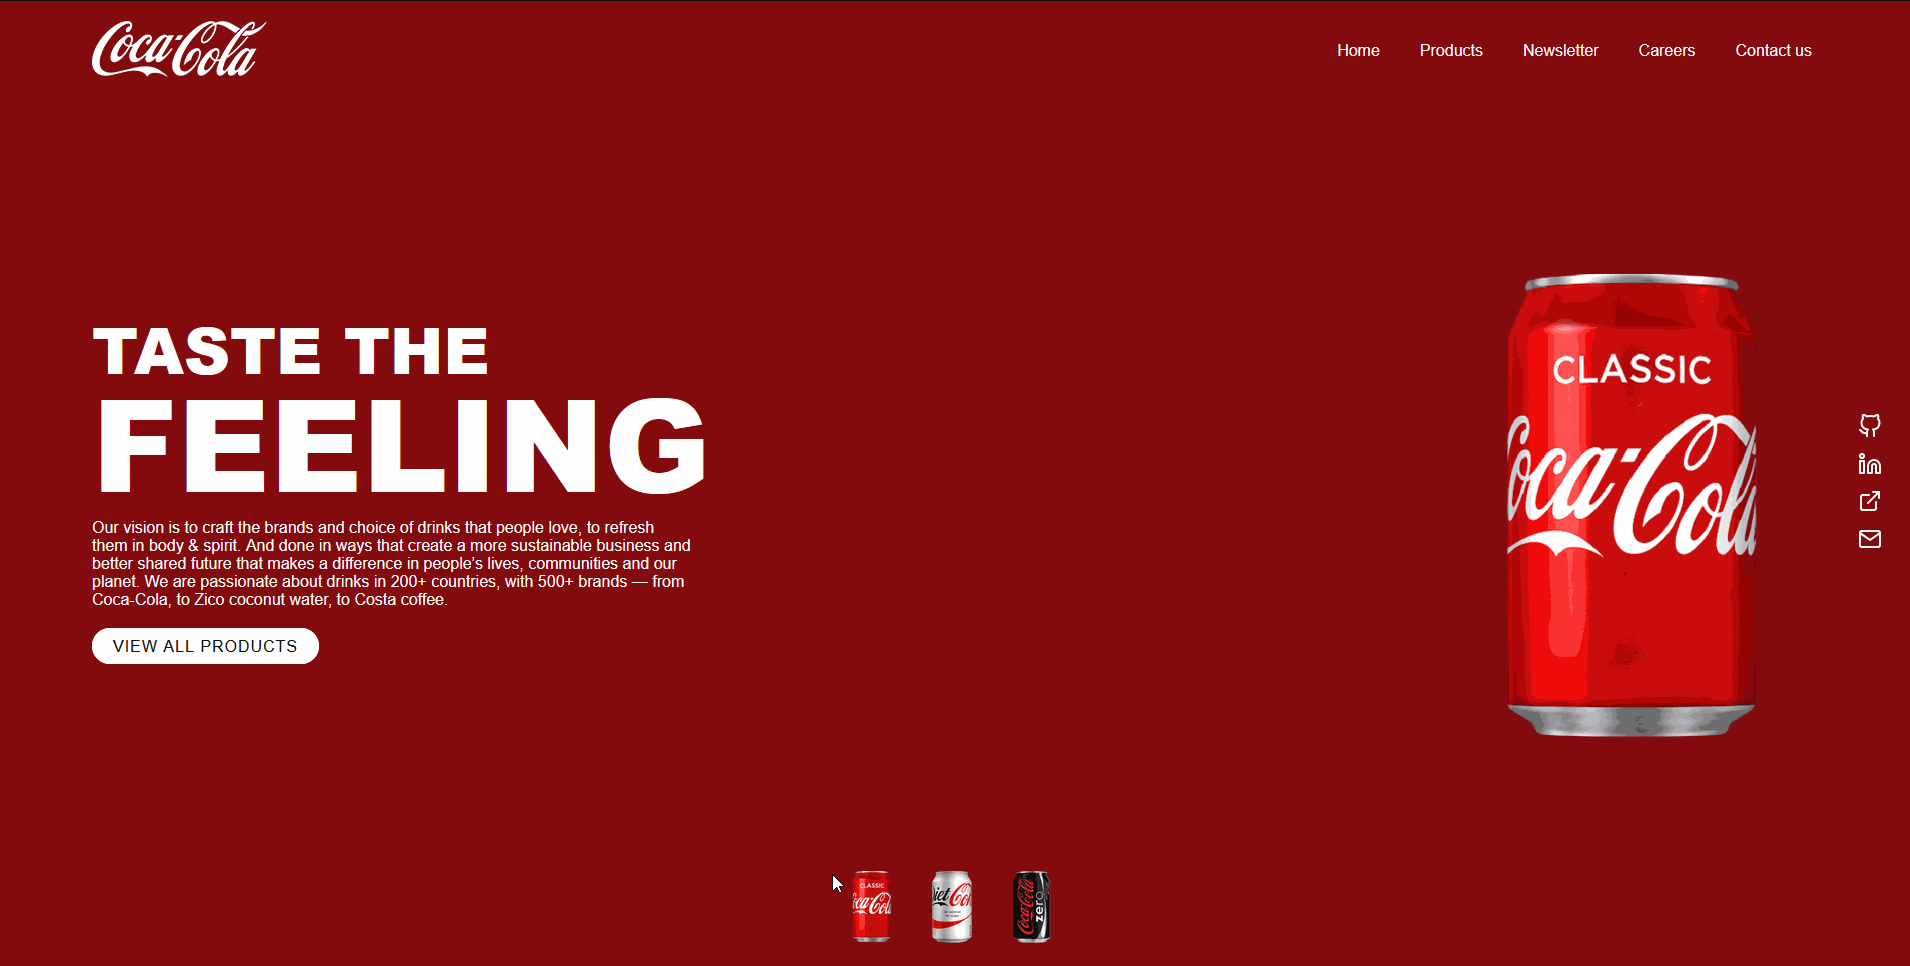 Coca-Cola
Home
Products
Newsletter
Careers
Contact us
TASTE THE
FEELING
Our vision is to craft the brands and choice of drinks that people love, to refresh
them in body & spirit. And done in ways that create a more sustainable business and
better shared future that makes a difference in people's lives, communities and our
planet. We are passionate about drinks in 200+ countries, with 500+ brands — from
Coca-Cola, to Zico coconut water, to Costa coffee.
VIEW ALL PRODUCTS
CLASSIC
Coca-Cola
in
CLASSIC
Coca-Cola
iet Co
Coca-Cola
zero